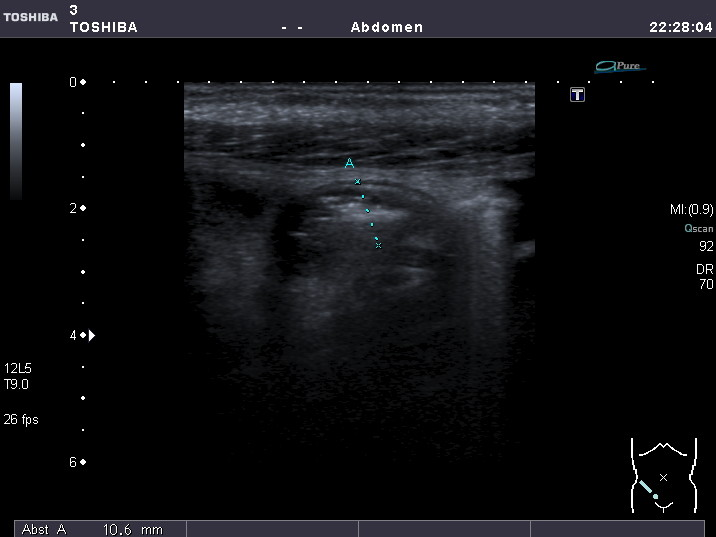 TOSHIBA
3
TOSHIBA - - Abdomen 22:28:04
aPure
T
0
A
2
4
6
MI:(0.9)
Qscan
92
DR
70
12L5
T9.0
26 fps
Abst A 10.6 mm